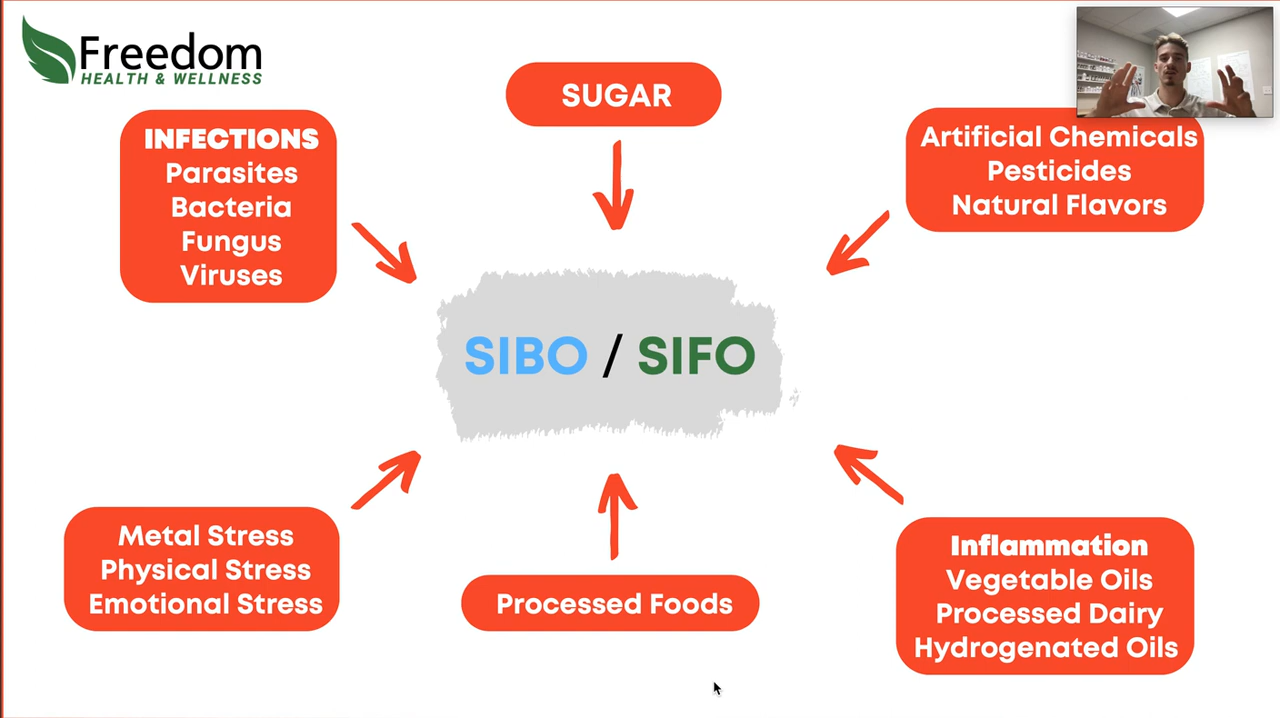 Freedom
HEALTH & WELLNESS
SUGAR
INFECTIONS
Parasites
Bacteria
Fungus
Viruses
Artificial Chemicals
Pesticides
Natural Flavors
SIBO / SIFO
Metal Stress
Physical Stress
Emotional Stress
Processed Foods
Inflammation
Vegetable Oils
Processed Dairy
Hydrogenated Oils